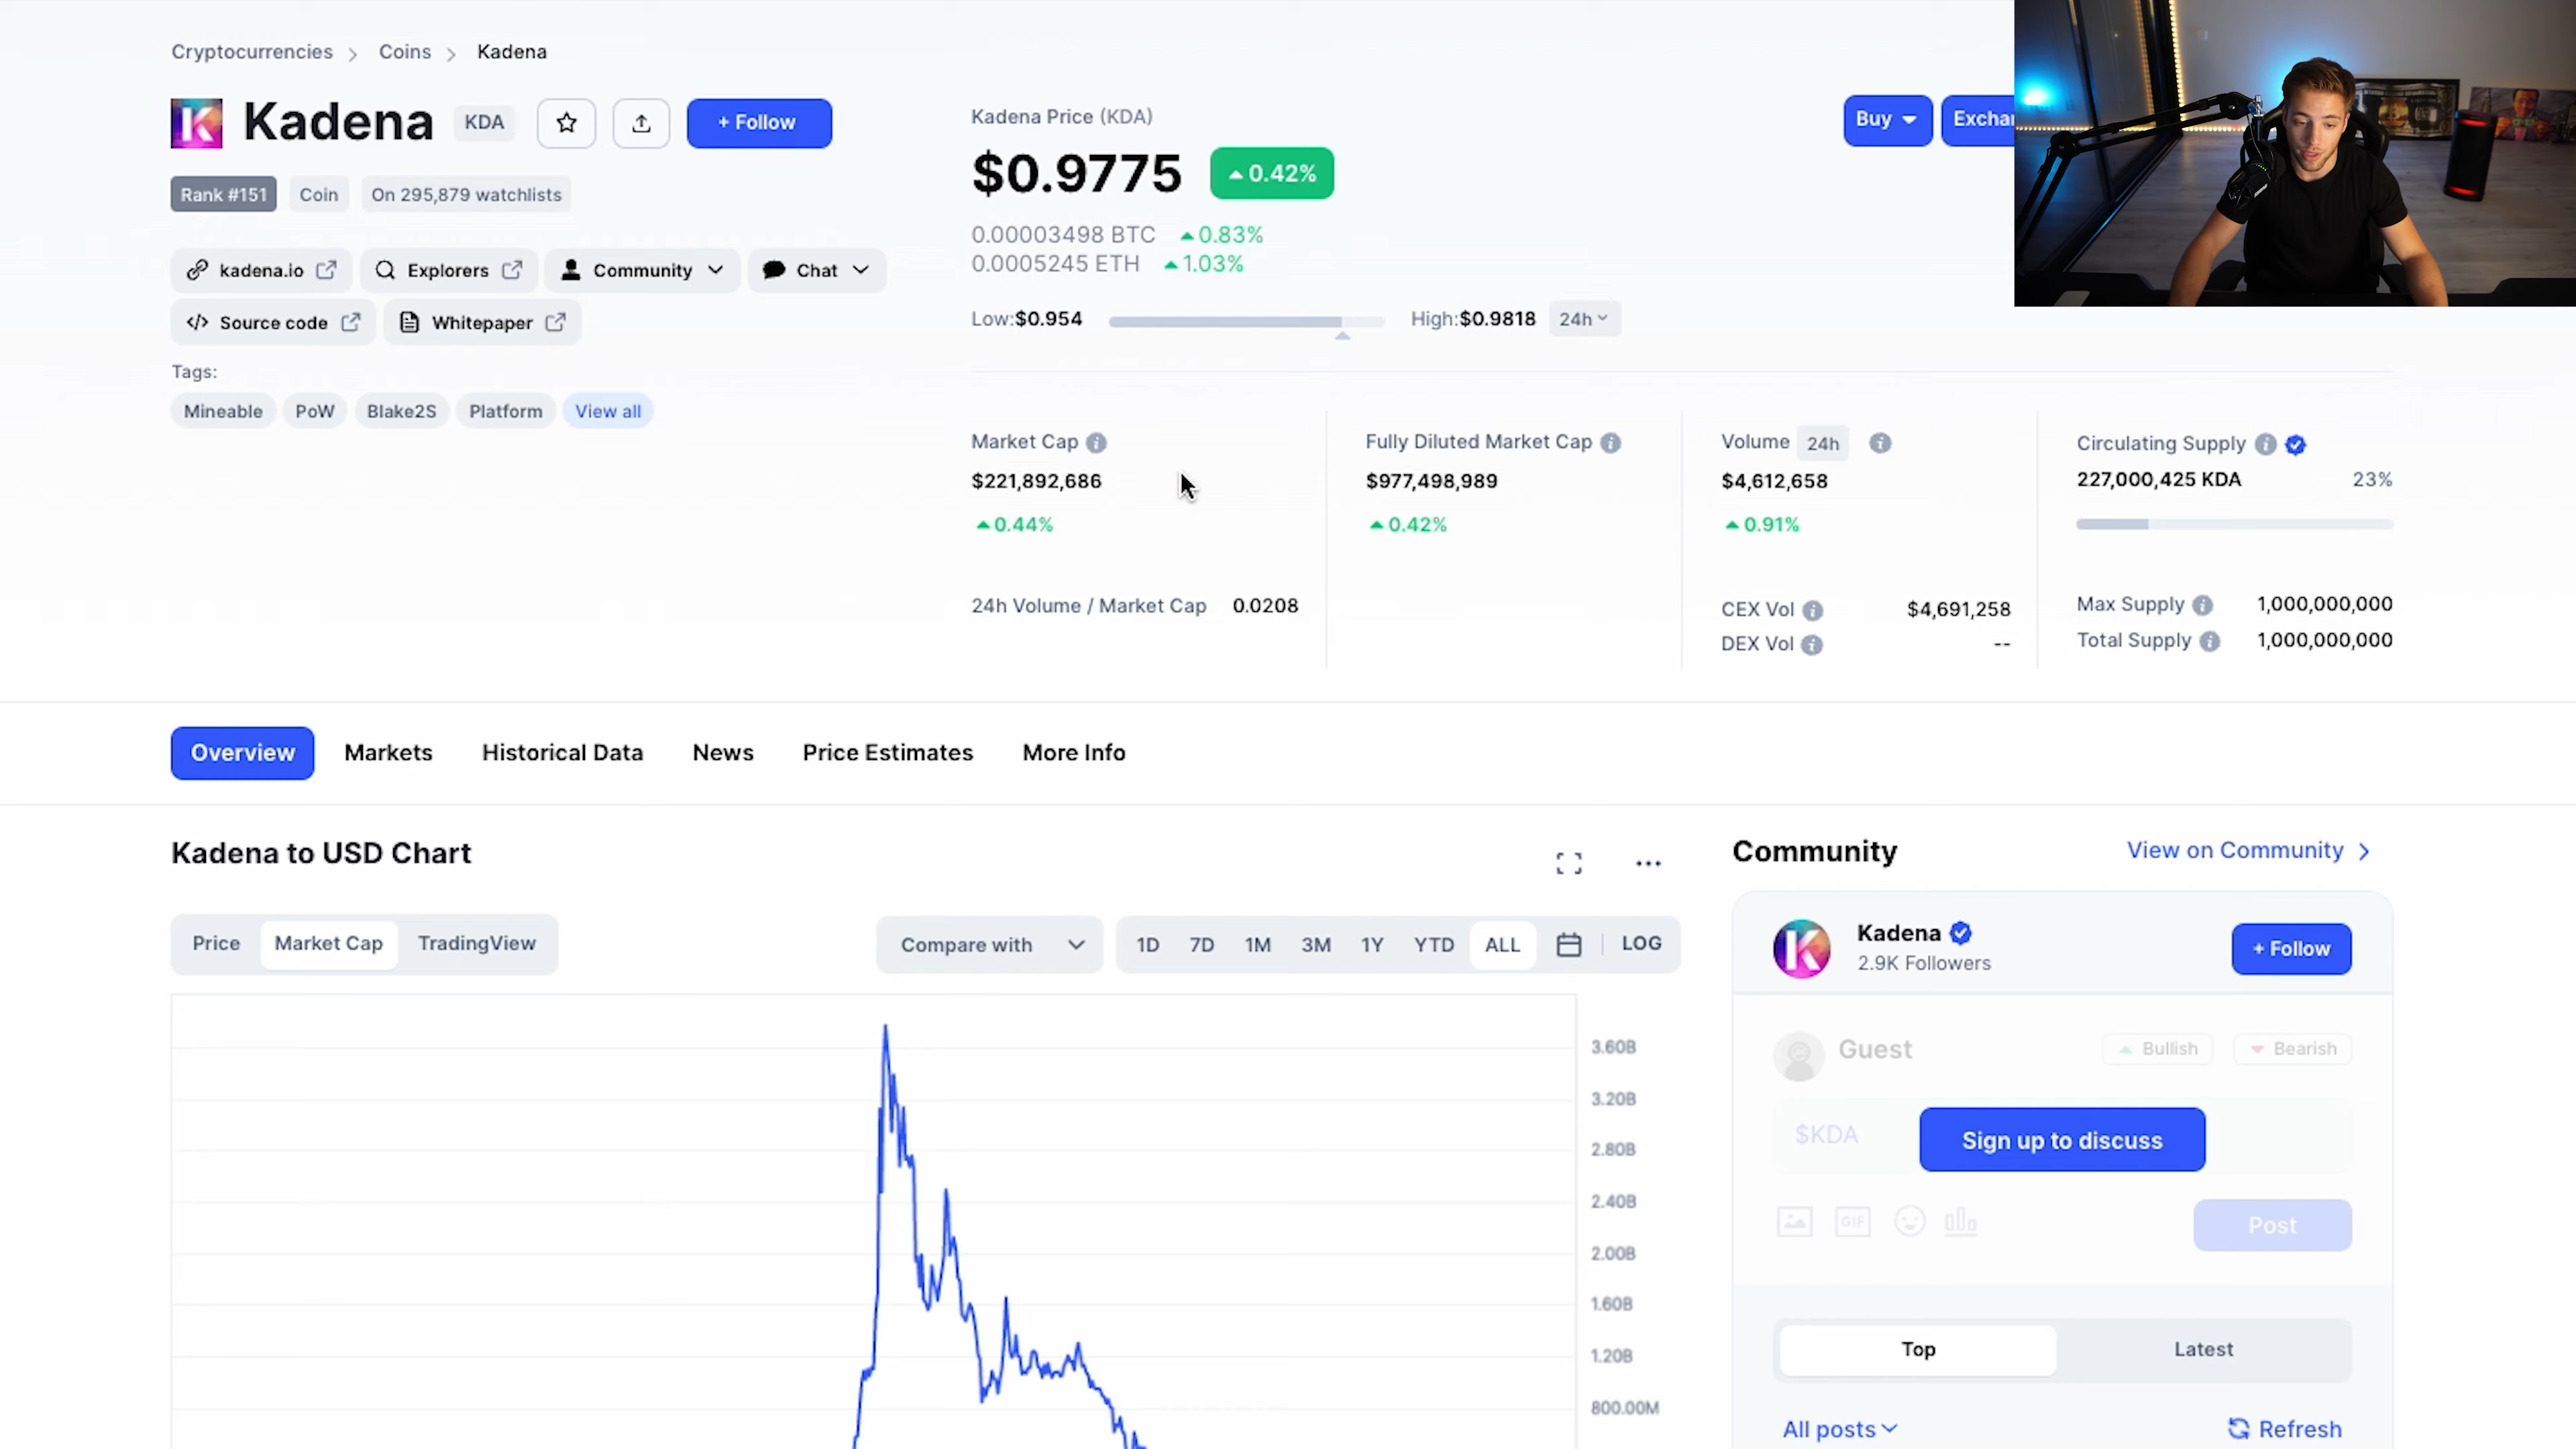 Cryptocurrencies > Coins > Kadena
Kadena KDA + Follow
Rank #151 Coin On 295,879 watchlists
kadena.io Explorers Community Chat
Source code Whitepaper
Tags:
Mineable PoW Blake2S Platform View all
Kadena Price (KDA)
$0.9775 0.42%
0.00003498 BTC 0.83%
0.0005245 ETH 1.03%
Low:$0.954 High:$0.9818 24h
Buy Exchan
Market Cap
$221,892,686
0.44%
24h Volume / Market Cap 0.0208
Fully Diluted Market Cap
$977,498,989
0.42%
Volume 24h
$4,612,658
0.91%
CEX Vol $4,691,258
DEX Vol --
Circulating Supply
227,000,425 KDA 23%
Max Supply 1,000,000,000
Total Supply 1,000,000,000
Overview Markets Historical Data News Price Estimates More Info
Kadena to USD Chart
Price Market Cap TradingView
Compare with 1D 7D 1M 3M 1Y YTD ALL LOG
3.60B
3.20B
2.80B
2.40B
2.00B
1.60B
1.20B
800.00M
Community View on Community >
Kadena
2.9K Followers
+ Follow
Guest Bullish Bearish
$KDA
Sign up to discuss
GIF Post
Top Latest
All posts Refresh